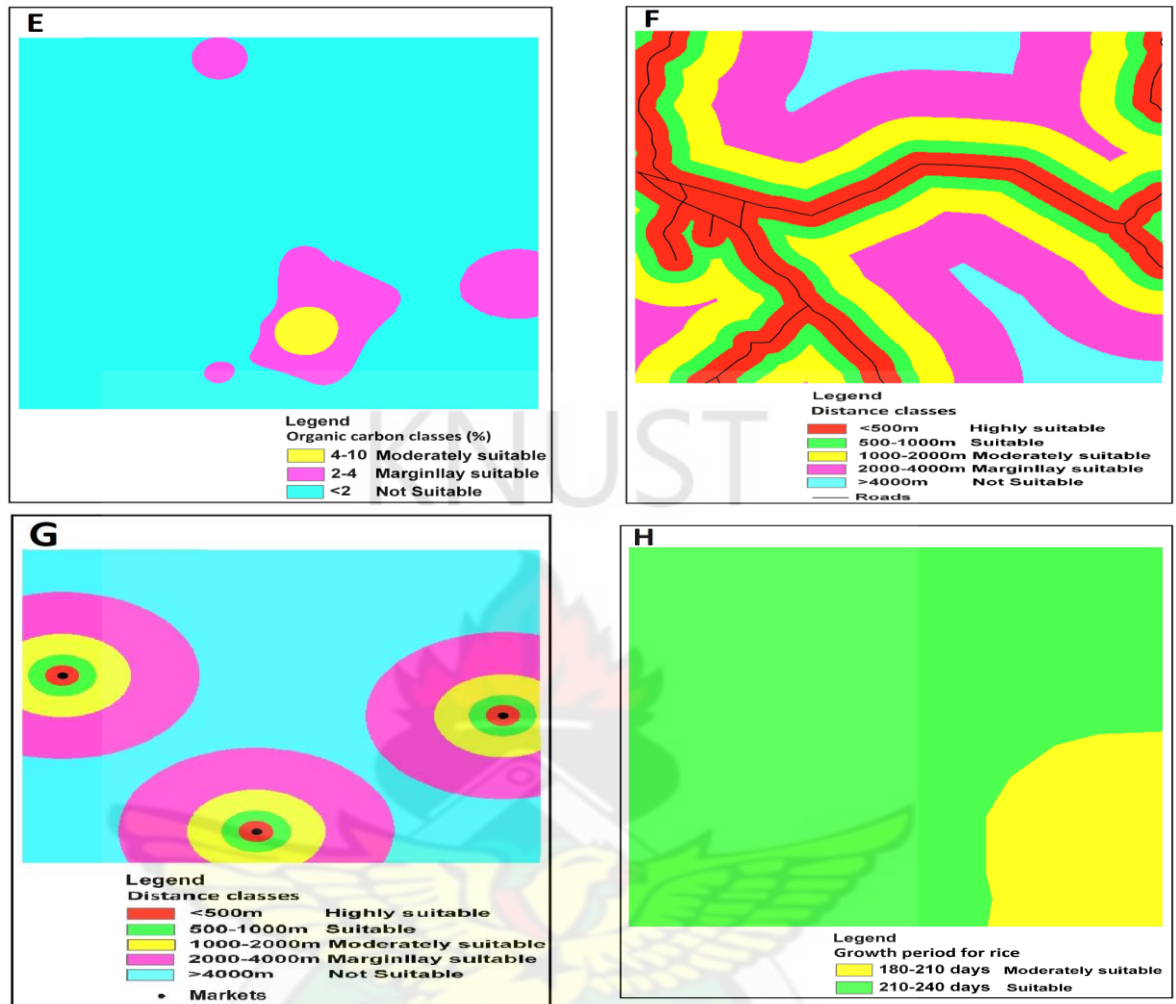 E
Legend
Organic carbon classes (%)
4-10 Moderately suitable
2-4 Marginllay suitable
<2 Not Suitable
F
Legend
Distance classes
<500m Highly suitable
500-1000m Suitable
1000-2000m Moderately suitable
2000-4000m Marginllay suitable
>4000m Not Suitable
Roads
KNUST
G
Legend
Distance classes
<500m Highly suitable
500-1000m Suitable
1000-2000m Moderately suitable
2000-4000m Marginllay suitable
>4000m Not Suitable
Markets
H
Legend
Growth period for rice
180-210 days Moderately suitable
210-240 days Suitable